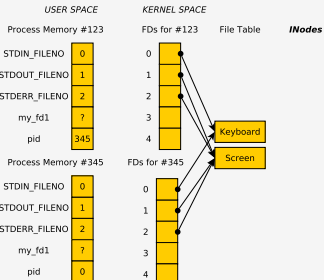 USER SPACE KERNEL SPACE
Process Memory #123 FDs for #123 File Table INodes
STDIN_FILENO 0 0
STDOUT_FILENO 1 1
STDERR_FILENO 2 2
my_fd1 ? 3
pid 345 4
Keyboard
Screen
Process Memory #345 FDs for #345
STDIN_FILENO 0 0
STDOUT_FILENO 1 1
STDERR_FILENO 2 2
my_fd1 ? 3
pid 0 4